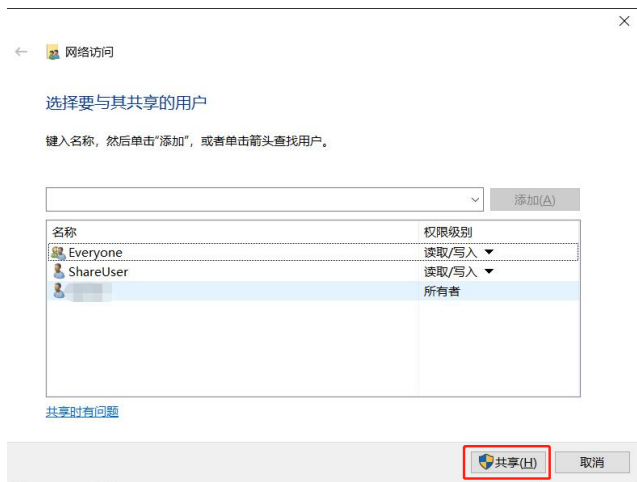 网络访问
选择要与其共享的用户
键入名称，然后单击"添加"，或者单击箭头查找用户。
添加(A)
名称 权限级别
Everyone 读取/写入
ShareUser 读取/写入
所有者
共享时有问题
共享(H) 取消